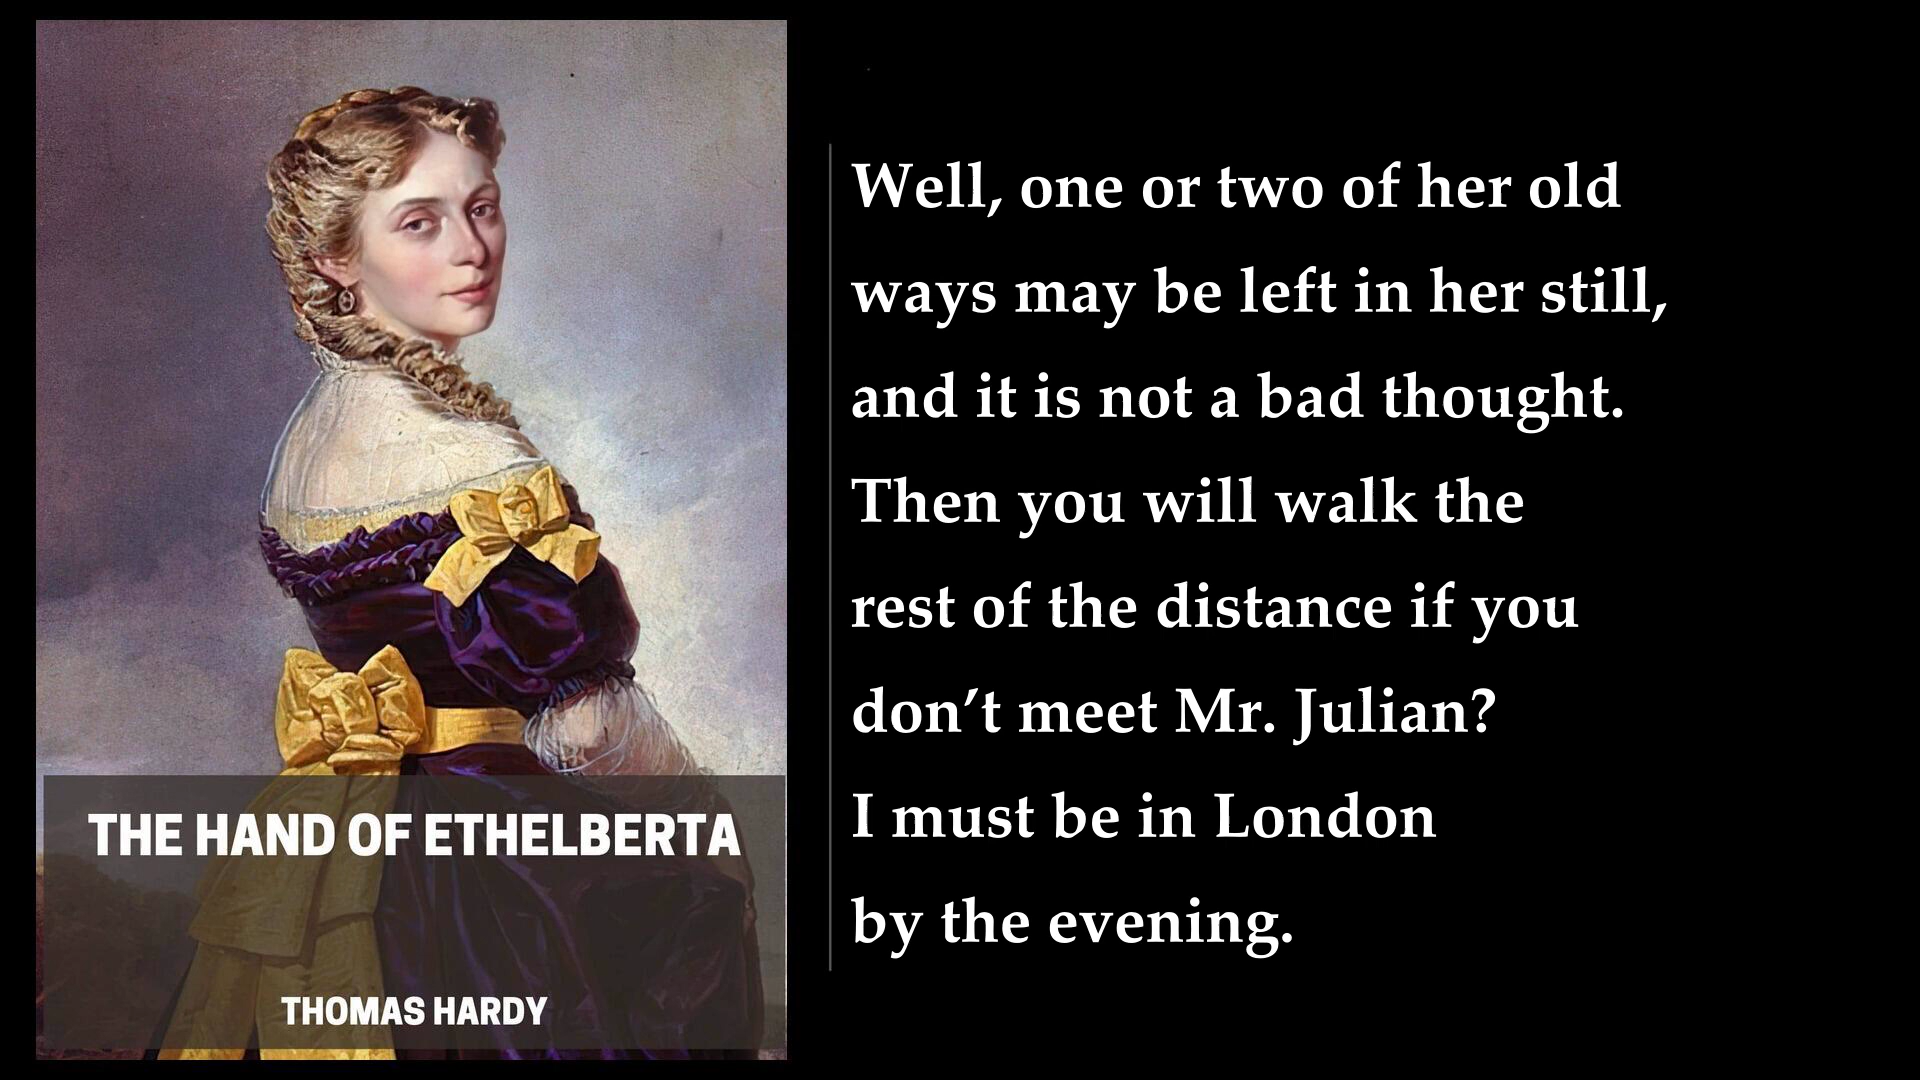 THE HAND OF ETHELBERTA
THOMAS HARDY
Well, one or two of her old
ways may be left in her still,
and it is not a bad thought.
Then you will walk the
rest of the distance if you
don’t meet Mr. Julian?
I must be in London
by the evening.